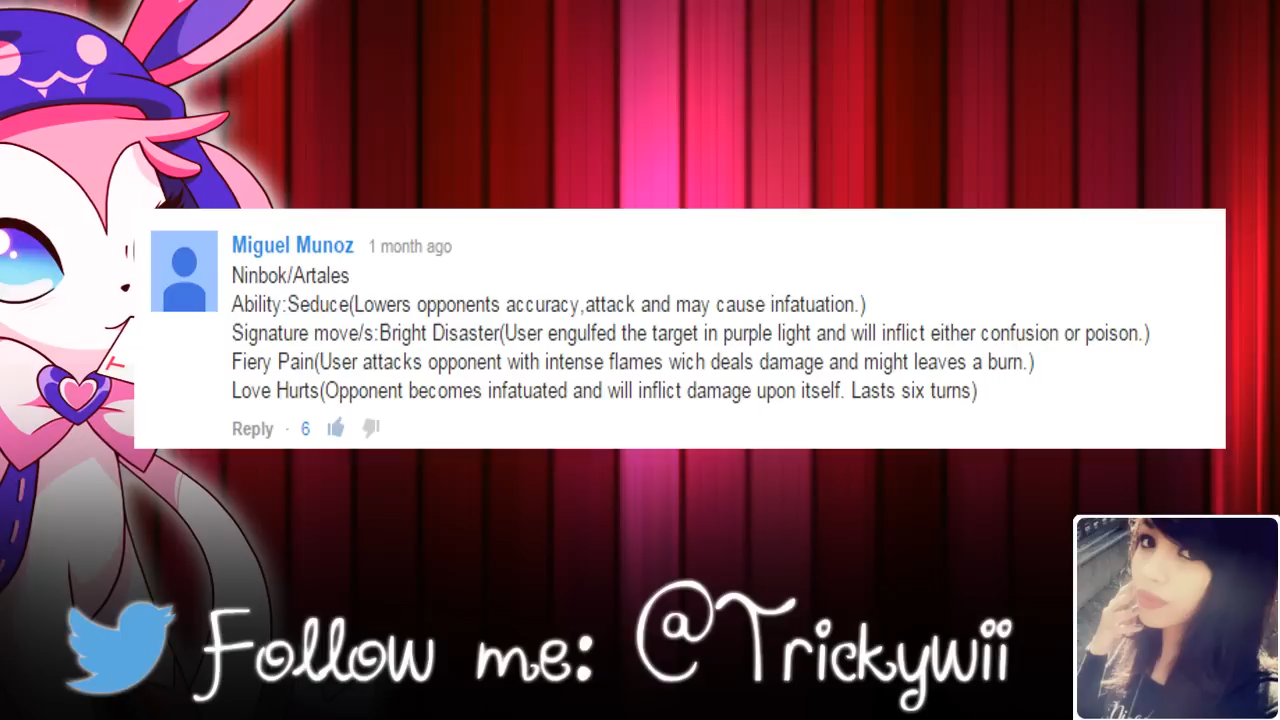 Miguel Munoz 1 month ago
Ninbok/Artales
Ability:Seduce(Lowers opponents accuracy,attack and may cause infatuation.)
Signature move/s:Bright Disaster(User engulfed the target in purple light and will inflict either confusion or poison.)
Fiery Pain(User attacks opponent with intense flames wich deals damage and might leaves a burn.)
Love Hurts(Opponent becomes infatuated and will inflict damage upon itself. Lasts six turns)
Reply · 6
Follow me: @Trickywii